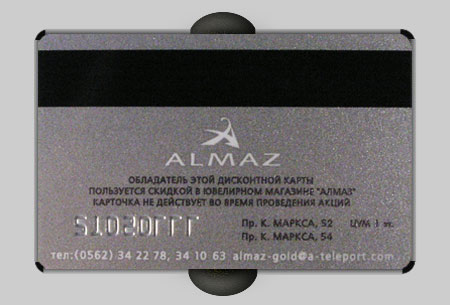 ALMAZ
ОБЛАДАТЕЛЬ ЭТОЙ ДИСКОНТНОЙ КАРТЫ
ПОЛЬЗУЕТСЯ СКИДКОЙ В ЮВЕЛИРНОМ МАГАЗИНЕ "АЛМАЗ"
КАРТОЧКА НЕ ДЕЙСТВУЕТ ВО ВРЕМЯ ПРОВЕДЕНИЯ АКЦИЙ
Пр. К. МАРКСА, 52 ЦУМ 1 эт.
Пр. К. МАРКСА, 54
тел:(0562) 34 22 78, 34 10 63 almaz-gold@a-teleport.com